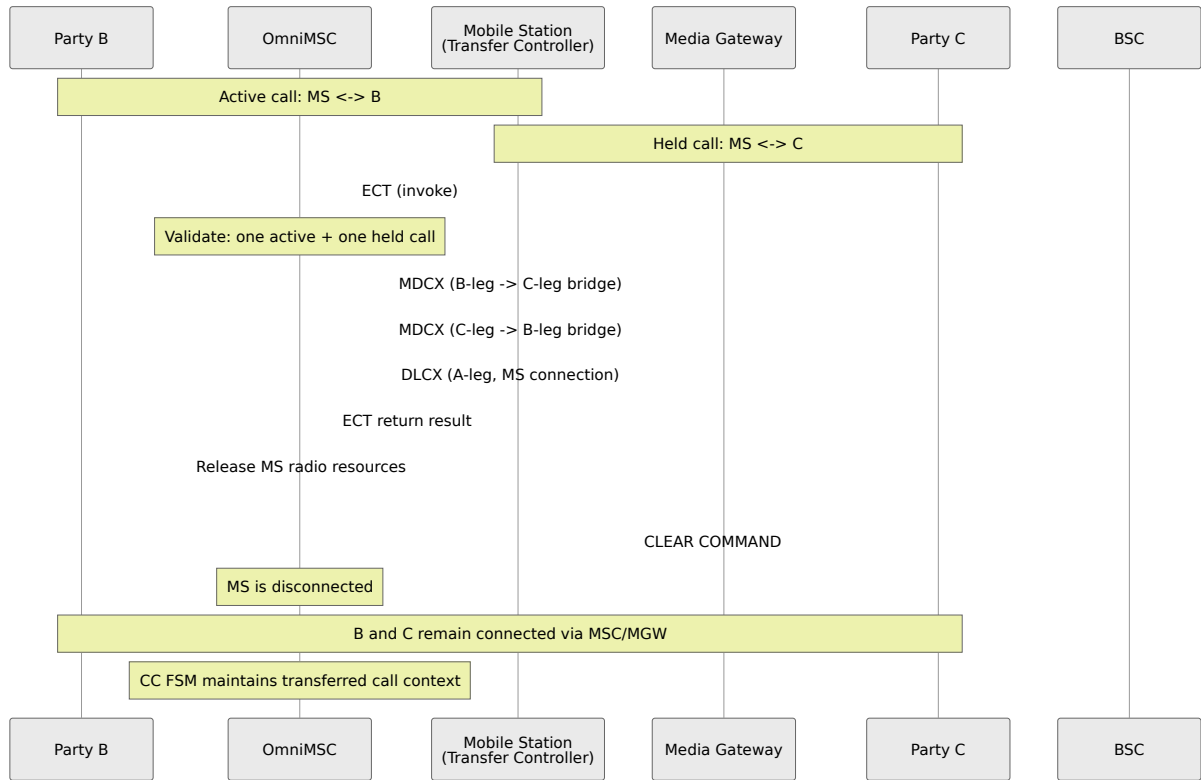 Party B
OmniMSC
Mobile Station
(Transfer Controller)
Media Gateway
Party C
BSC
Active call: MS <-> B
Held call: MS <-> C
ECT (invoke)
Validate: one active + one held call
MDCX (B-leg -> C-leg bridge)
MDCX (C-leg -> B-leg bridge)
DLCX (A-leg, MS connection)
ECT return result
Release MS radio resources
CLEAR COMMAND
MS is disconnected
B and C remain connected via MSC/MGW
CC FSM maintains transferred call context
Party B
OmniMSC
Mobile Station
(Transfer Controller)
Media Gateway
Party C
BSC